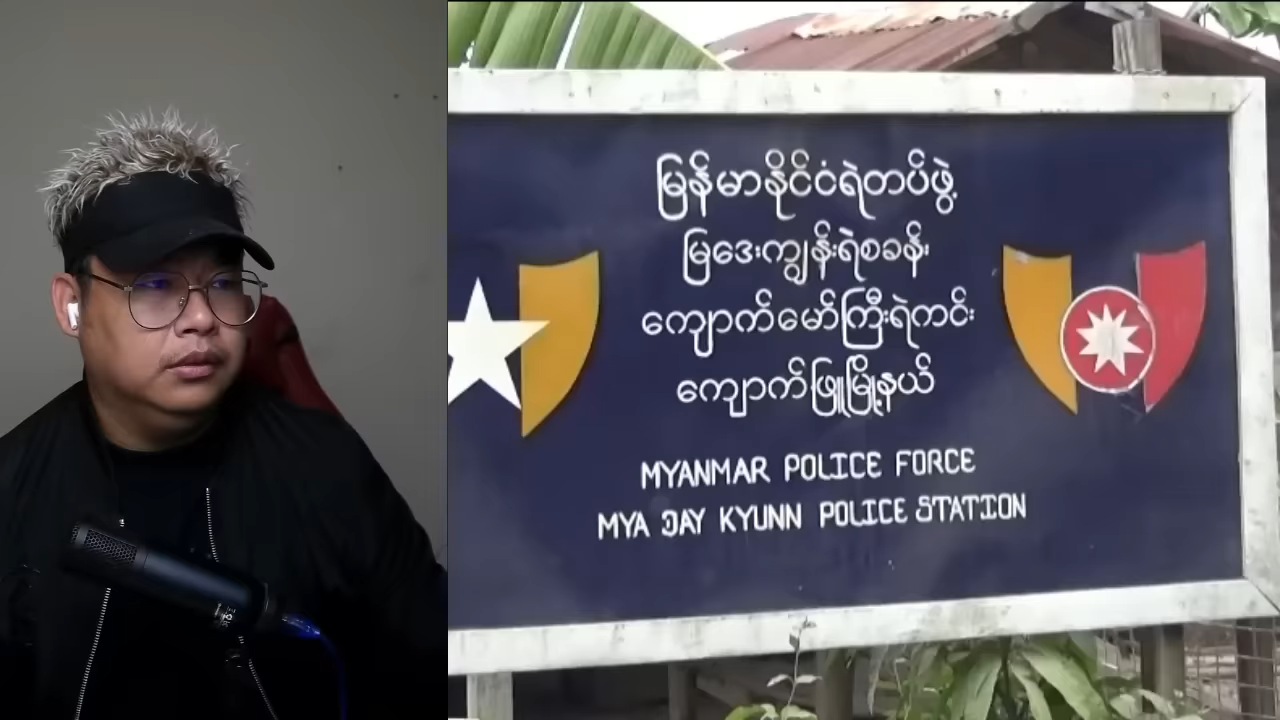 မြန်မာနိုင်ငံရဲတပ်ဖွဲ့
မြဒေးကျွန်းရဲစခန်း
ကျောက်မော်ကြီးရဲကင်း
ကျောက်ဖြူမြို့နယ်
MYANMAR POLICE FORCE
MYA DAY KYUNN POLICE STATION